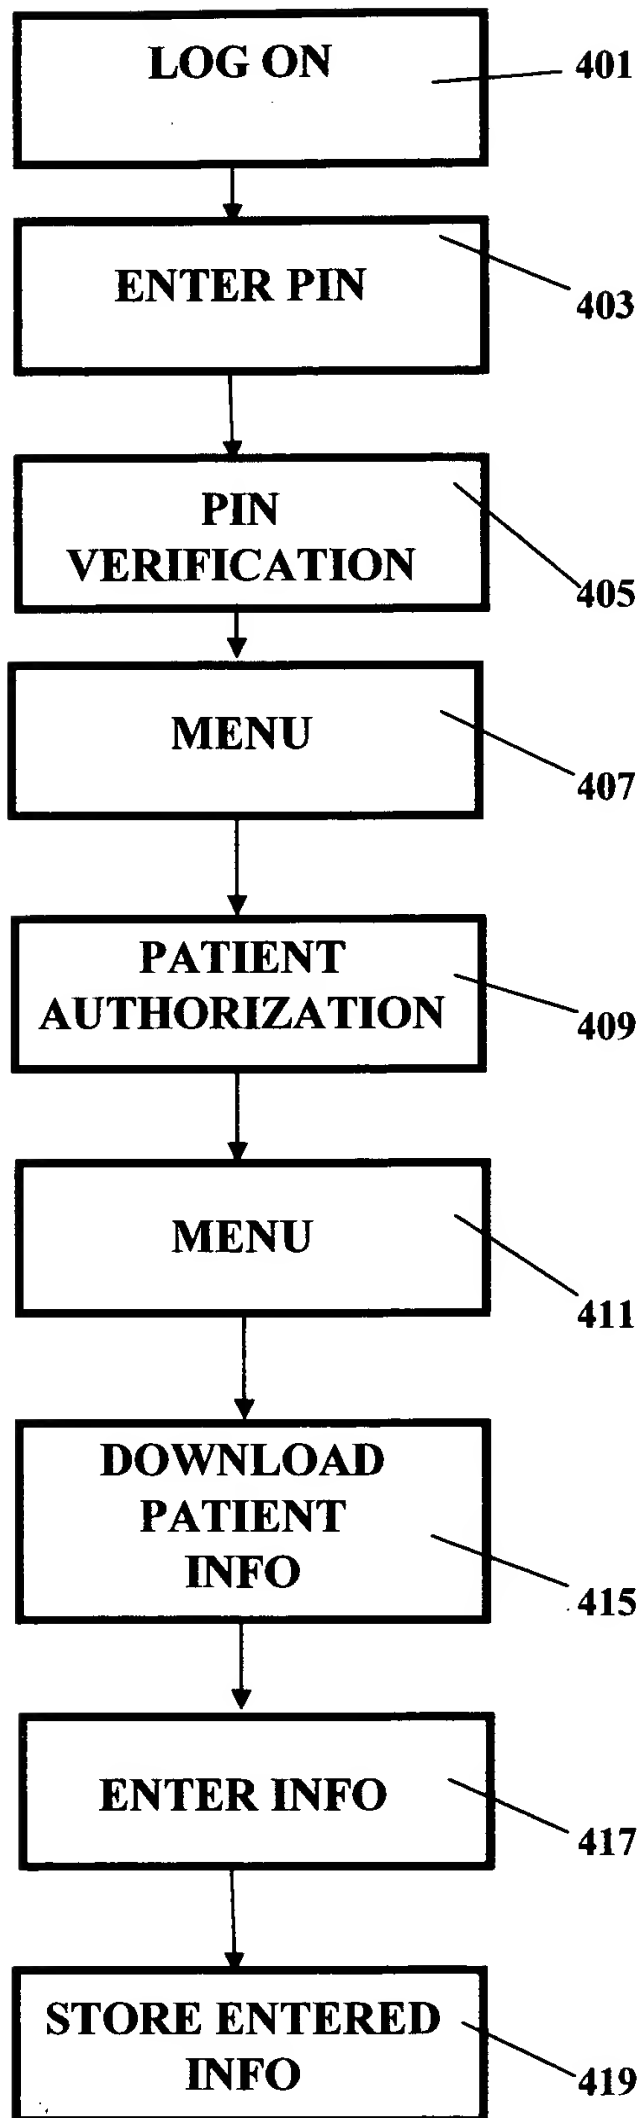 LOG ON
401
ENTER PIN
403
PIN
VERIFICATION
405
MENU
407
PATIENT
AUTHORIZATION
409
MENU
411
DOWNLOAD
PATIENT
INFO
415
ENTER INFO
417
STORE ENTERED
INFO
419